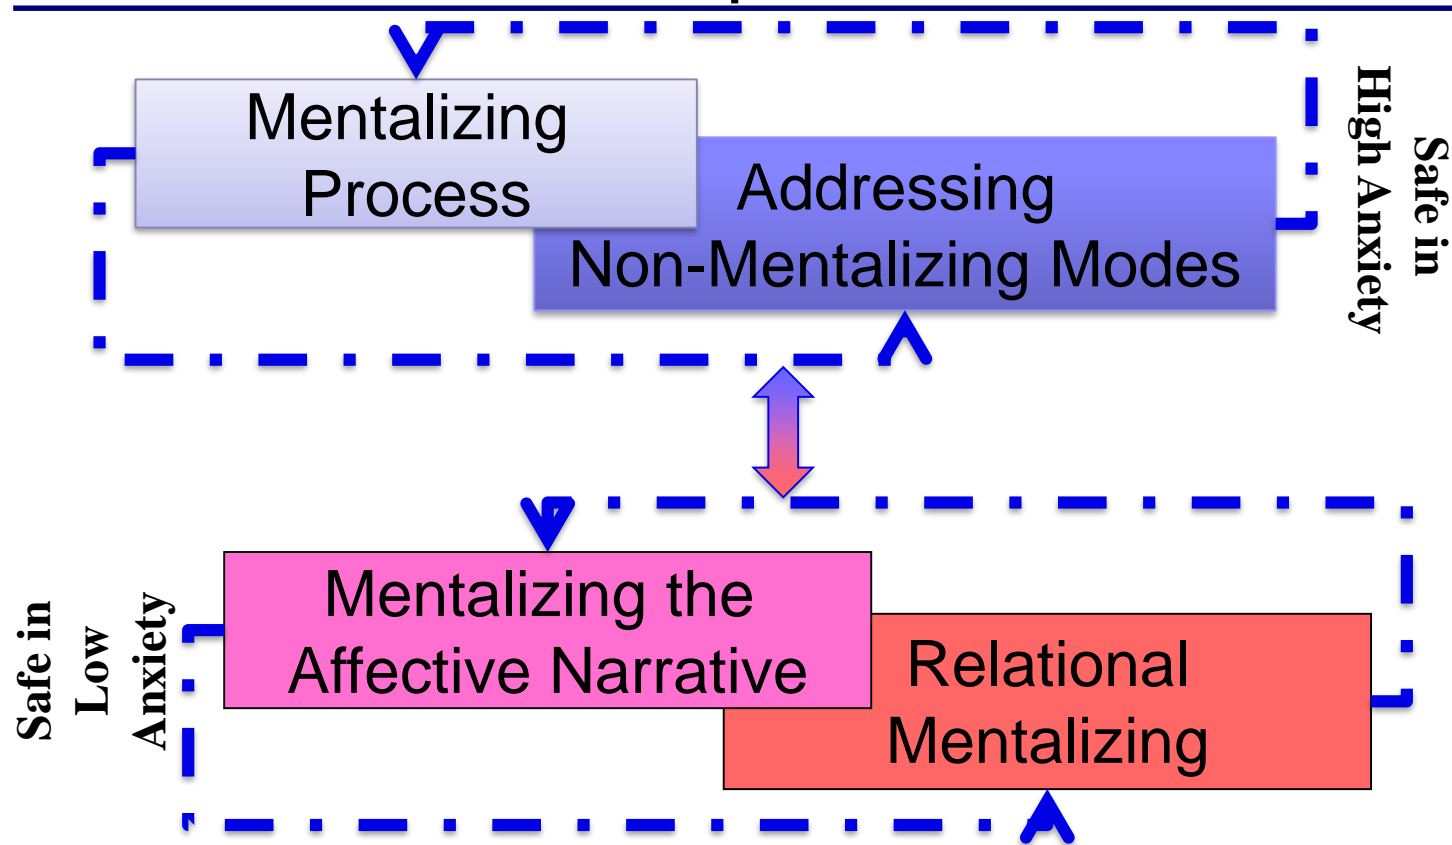 Mentalizing
Process
Addressing
Non-Mentalizing Modes
Safe in
High Anxiety
Mentalizing the
Affective Narrative
Relational
Mentalizing
Safe in
Low
Anxiety